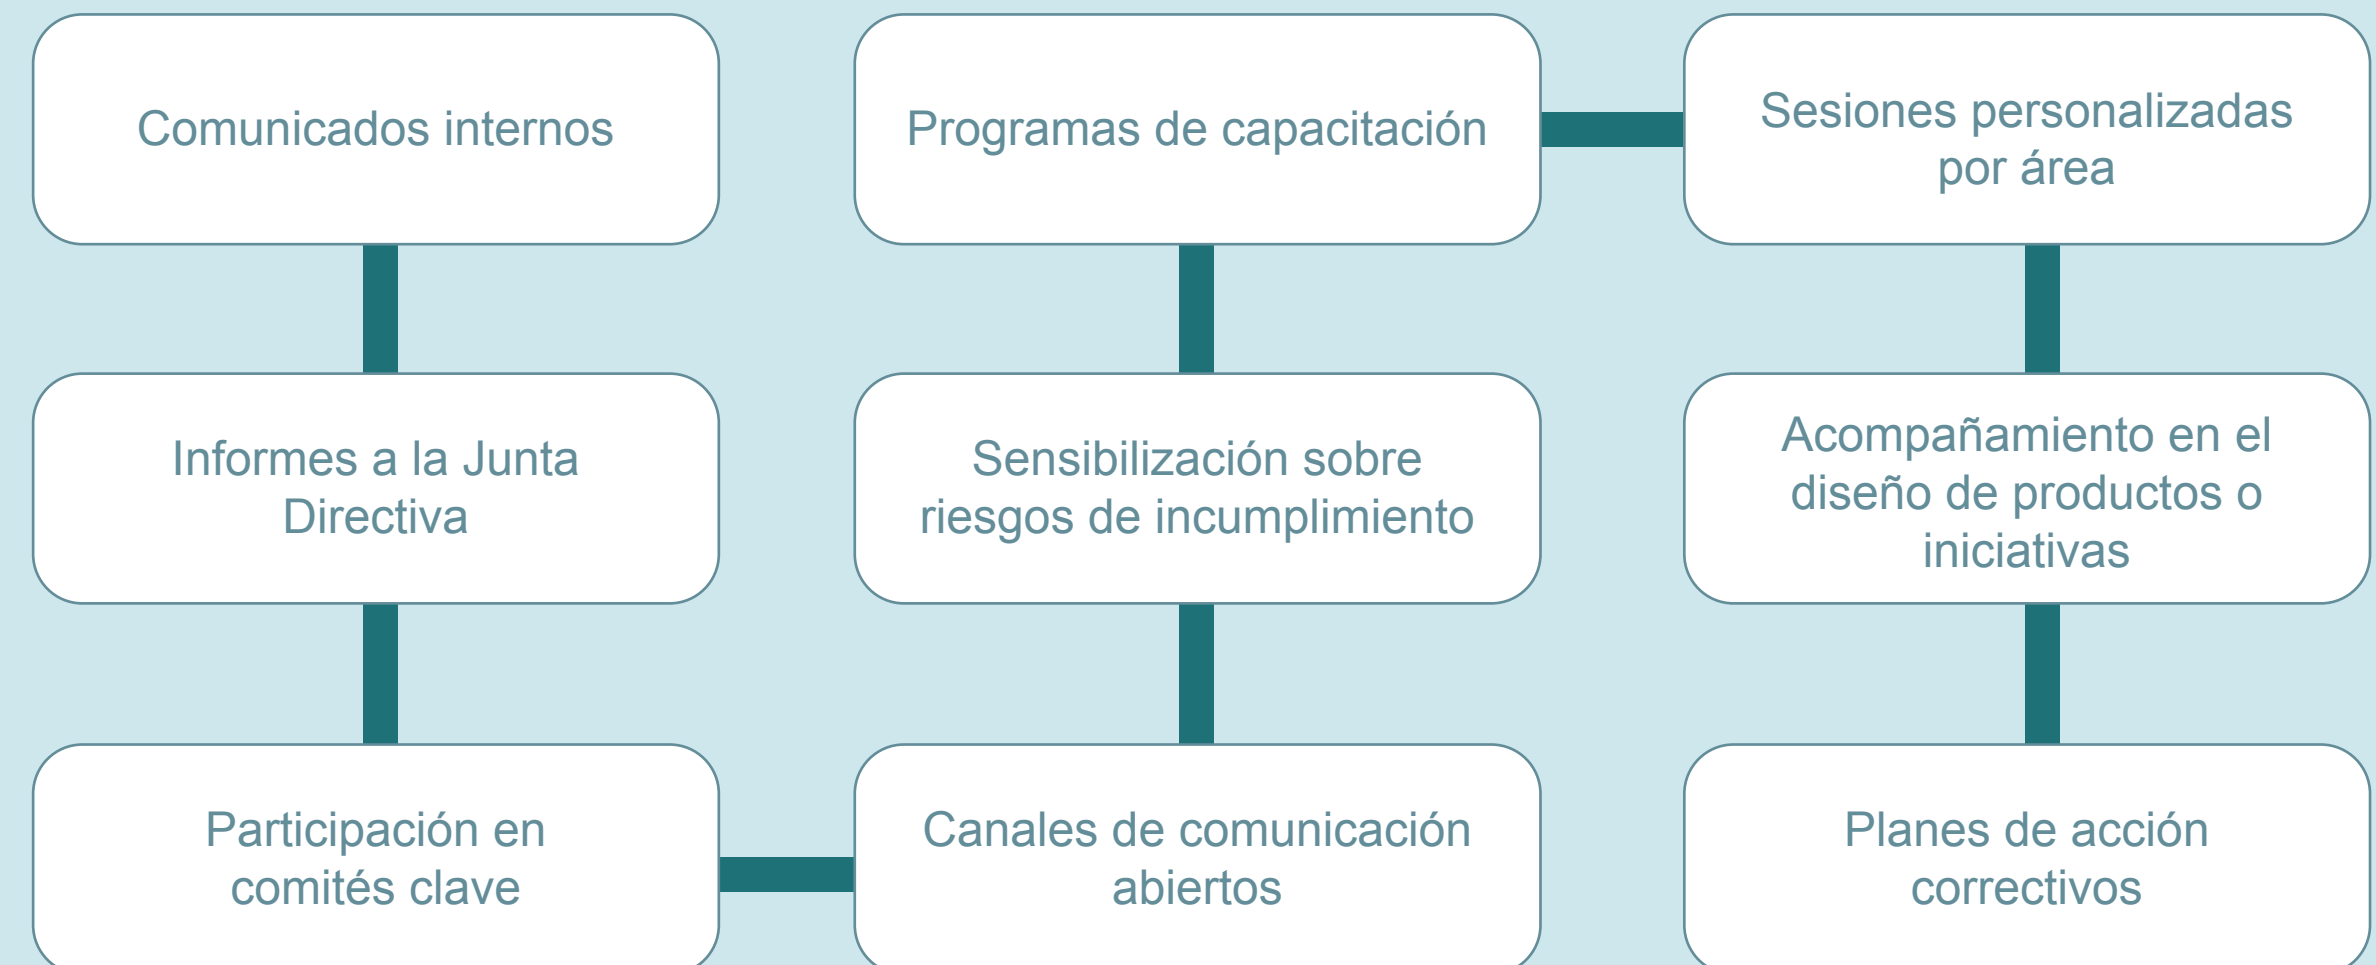 Comunicados internos
Informes a la Junta
Directiva
Participación en
comités clave
Canales de comunicación
abiertos
Sensibilización sobre
riesgos de incumplimiento
Programas de capacitación
Sesiones personalizadas
por área
Acompañamiento en el
diseño de productos o
iniciativas
Planes de acción
correctivos